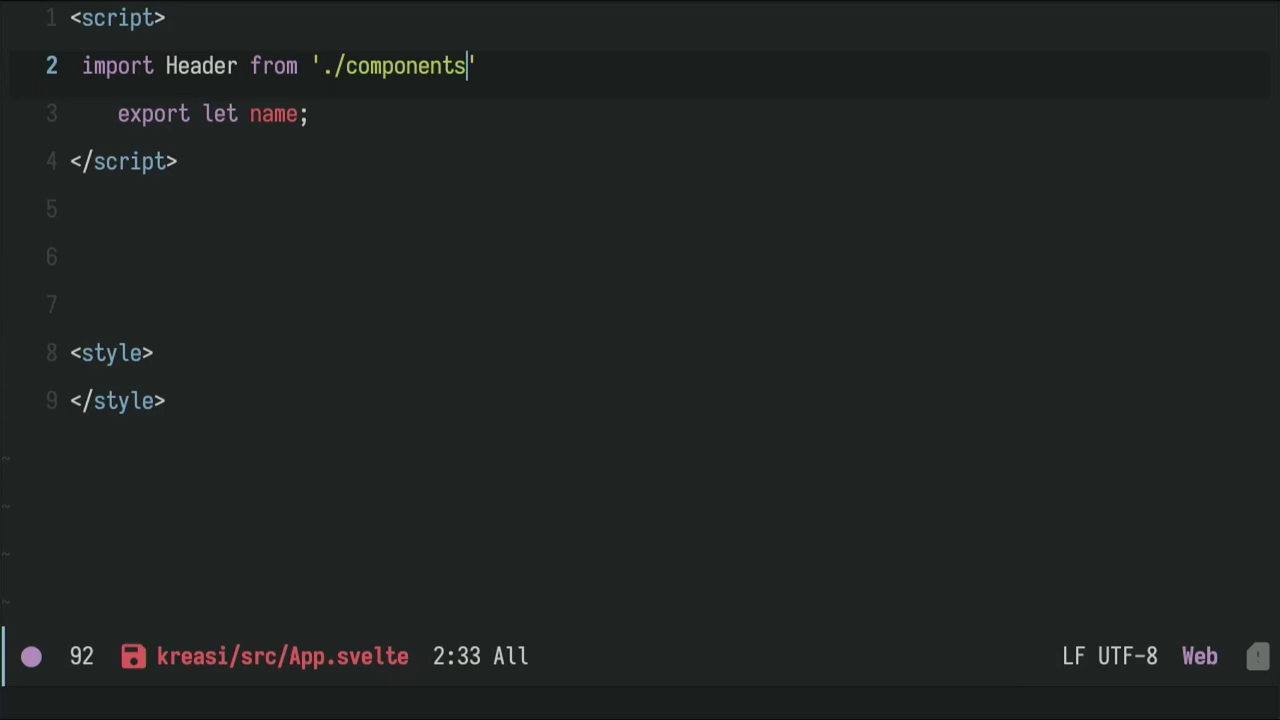 1 <script>
2 import Header from './components'
3 export let name;
4 </script>
5
6
7
8 <style>
9 </style>
~
~
~
~
92 kreasi/src/App.svelte 2:33 All LF UTF-8 Web